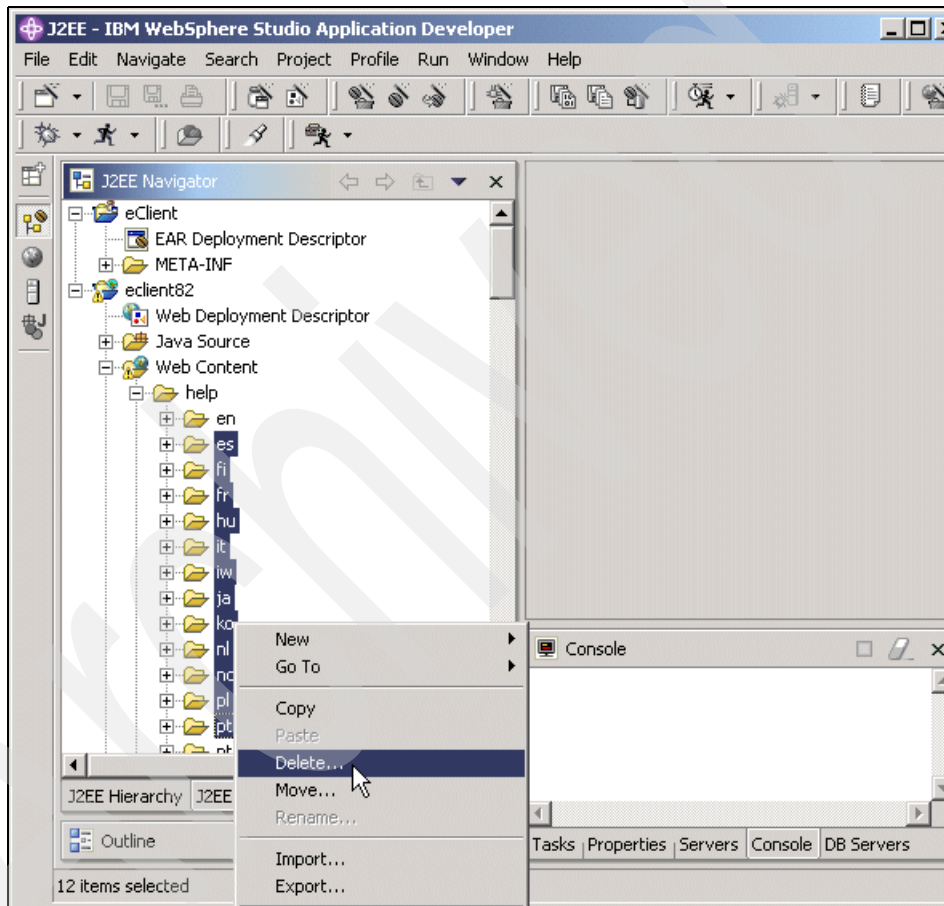 J2EE - IBM WebSphere Studio Application Developer
File Edit Navigate Search Project Profile Run Window Help
J2EE Navigator
eClient
EAR Deployment Descriptor
META-INF
eclient82
Web Deployment Descriptor
Java Source
Web Content
help
en
es
fi
fr
hu
it
iw
ja
ko
nl
no
pl
pt
New
Go To
Copy
Paste
Delete...
Move...
Rename...
Import...
Export...
J2EE Hierarchy J2EE
Outline
12 items selected
Console
Tasks Properties Servers Console DB Servers